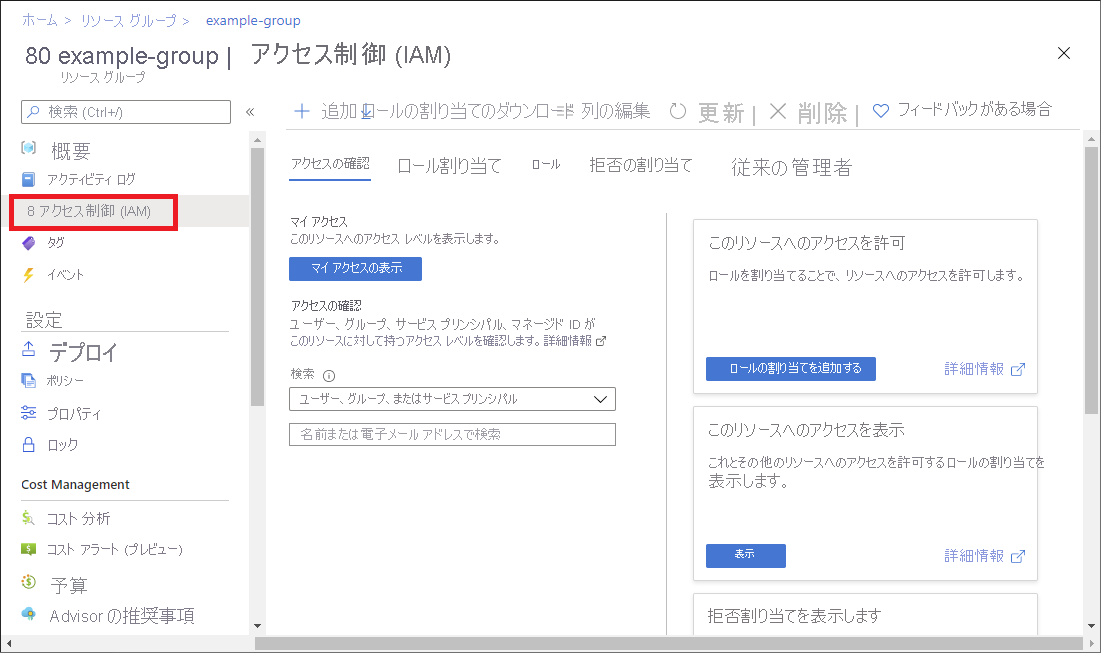 ホーム > リソース グループ > example-group
80 example-group | アクセス制御 (IAM)
リソース グループ
検索 (Ctrl+/)
«
追加
ロールの割り当てのダウンロード
列の編集
更新 |
削除 |
フィードバックがある場合
概要
アクティビティ ログ
8 アクセス制御 (IAM)
タグ
イベント
設定
デプロイ
ポリシー
プロパティ
ロック
Cost Management
コスト 分析
コスト アラート (プレビュー)
予算
Advisor の推奨事項
アクセスの確認
ロール割り当て
ロール
拒否の割り当て
従来の管理者
マイ アクセス
このリソースへのアクセス レベルを表示します。
マイ アクセスの表示
アクセスの確認
ユーザー、グループ、サービス プリンシパル、マネージド ID が
このリソースに対して持つアクセス レベルを確認します。詳細情報
検索
ユーザー、グループ、またはサービス プリンシパル
名前または電子メール アドレスで検索
このリソースへのアクセスを許可
ロールを割り当てることで、リソースへのアクセスを許可します。
ロールの割り当てを追加する
詳細情報
このリソースへのアクセスを表示
これとその他のリソースへのアクセスを許可するロールの割り当てを
表示します。
表示
詳細情報
拒否割り当てを表示します